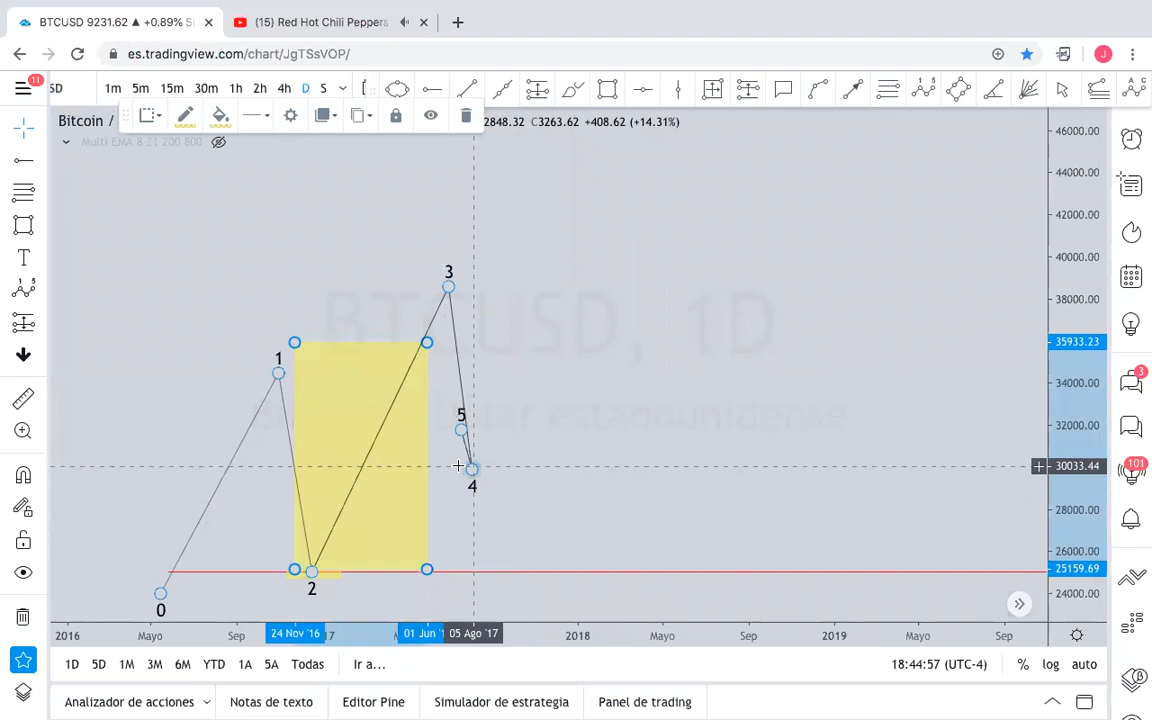 BTCUSD 9231.62 ▲ +0.89% S
(15) Red Hot Chili Peppers
es.tradingview.com/chart/JgTSsVOP/
J
11
SD 1m 5m 15m 30m 1h 2h 4h D S
Bitcoin / 2848.32 C3263.62 +408.62 (+14.31%)
Multi EMA 8 21 200 800
46000.00
44000.00
42000.00
40000.00
3
38000.00
BTCUSD, 1D
35933.23
1
34000.00
3
5
32000.00
30033.44
101
4
28000.00
26000.00
25159.69
2
24000.00
0
2016 Mayo Sep 24 Nov '16 17 01 Jun '1 05 Ago '17 2018 Mayo Sep 2019 Mayo Sep
1D 5D 1M 3M 6M YTD 1A 5A Todas Ir a... 18:44:57 (UTC-4) % log auto
Analizador de acciones Notas de texto Editor Pine Simulador de estrategia Panel de trading